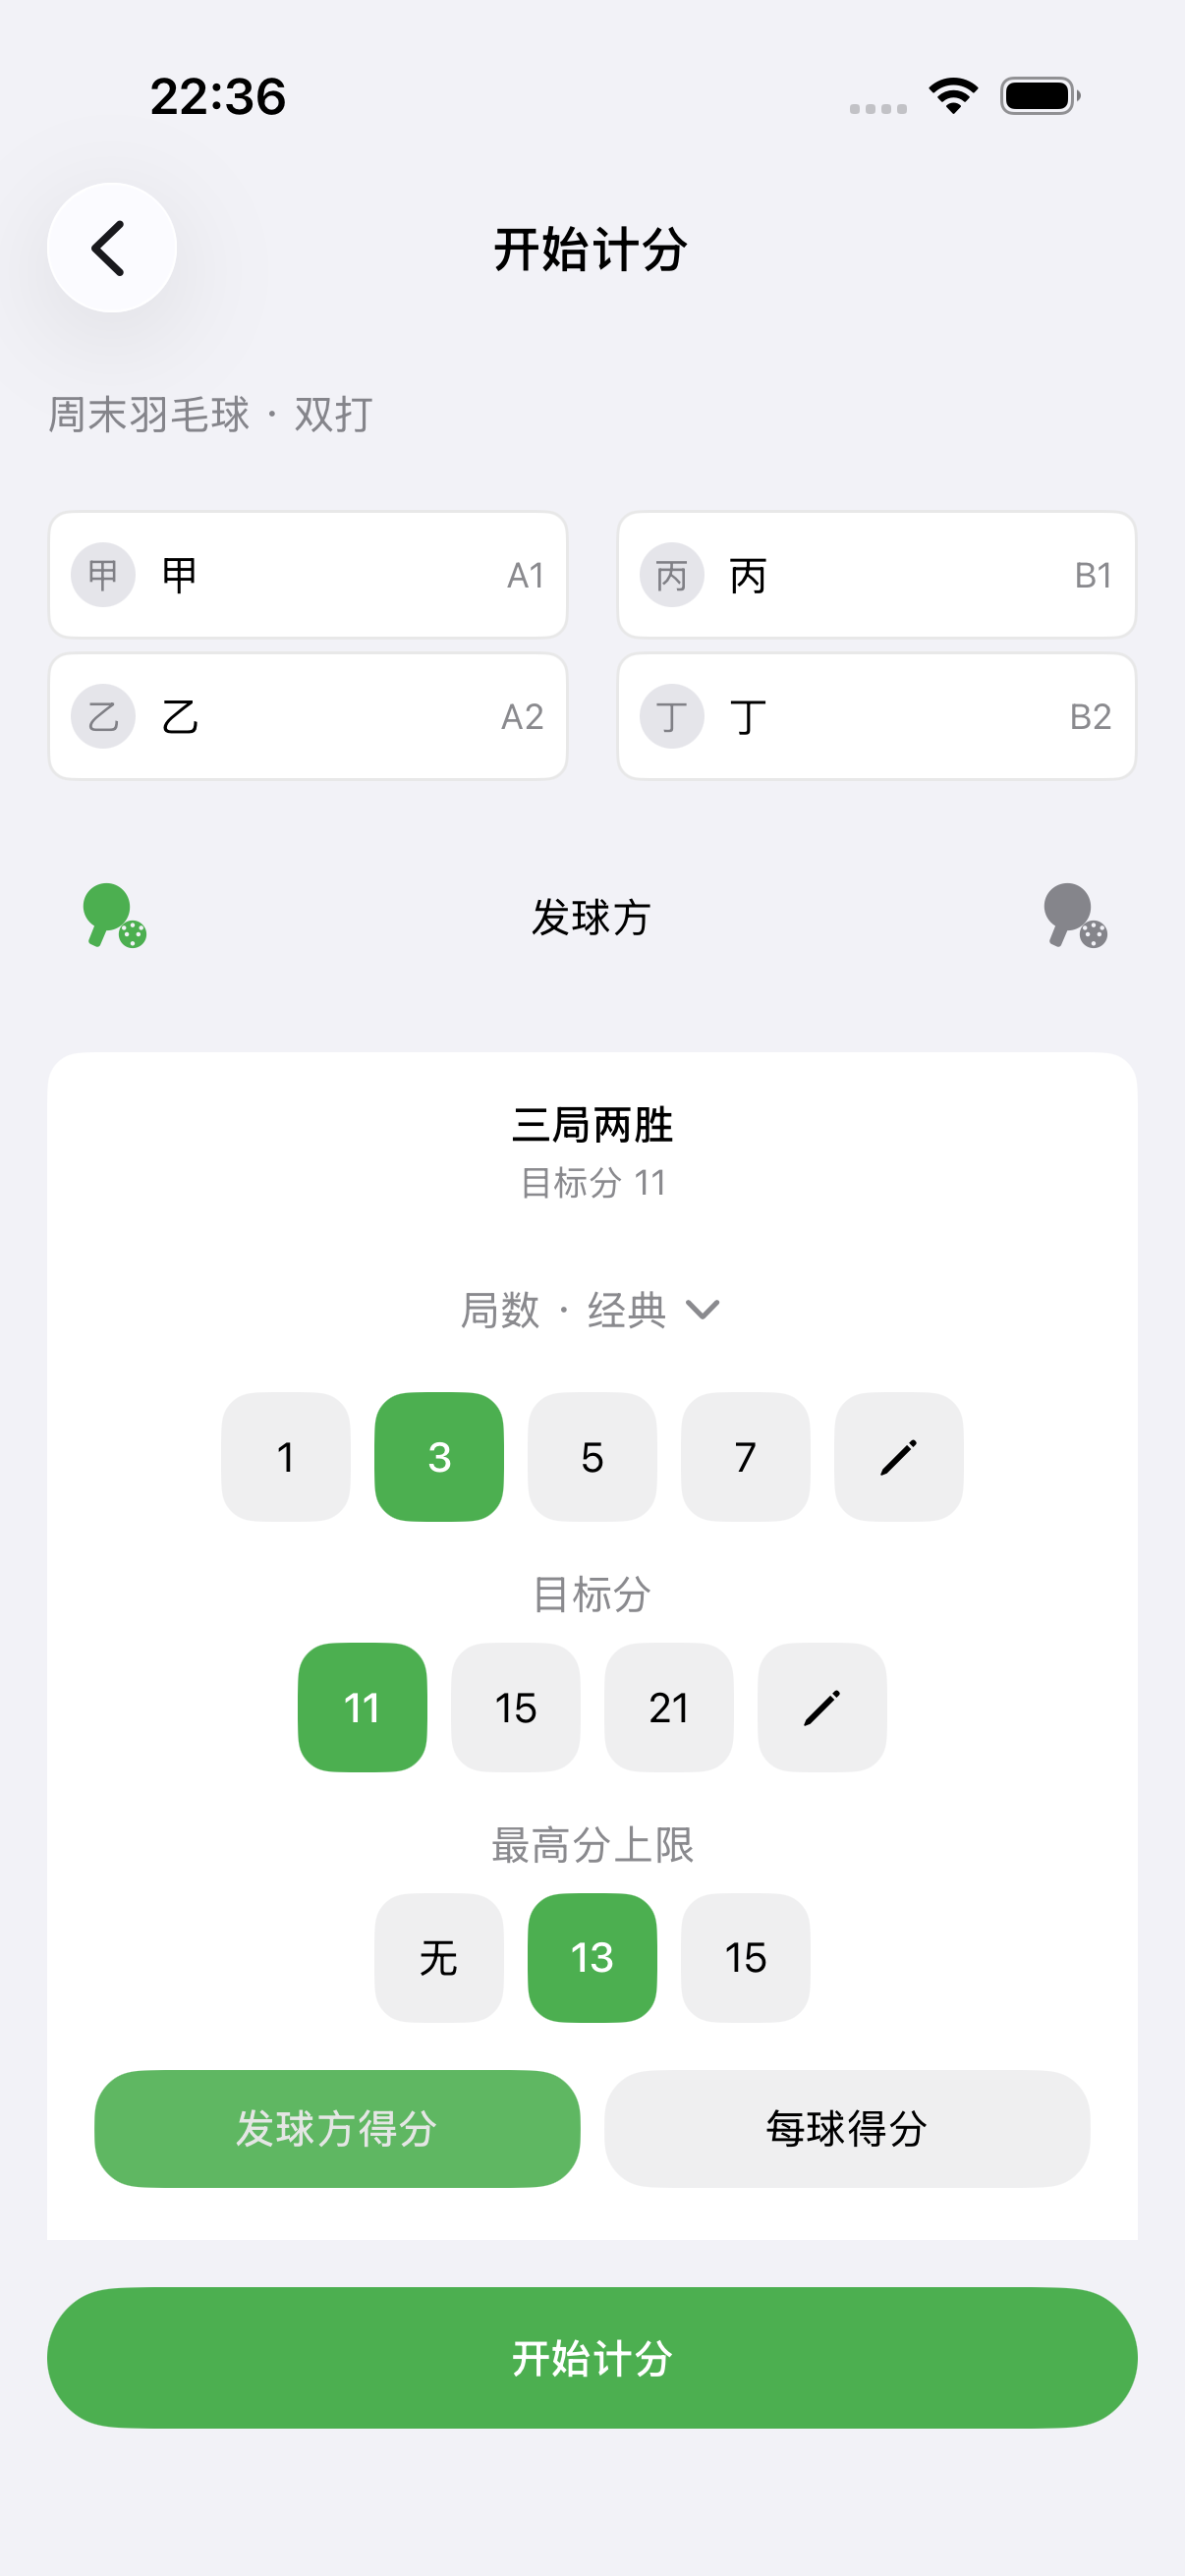 22:36
开始计分
周末羽毛球 · 双打
甲 甲 A1
丙 丙 B1
乙 乙 A2
丁 丁 B2
发球方
三局两胜
目标分 11
局数 · 经典
1 3 5 7
目标分
11 15 21
最高分上限
无 13 15
发球方得分 每球得分
开始计分